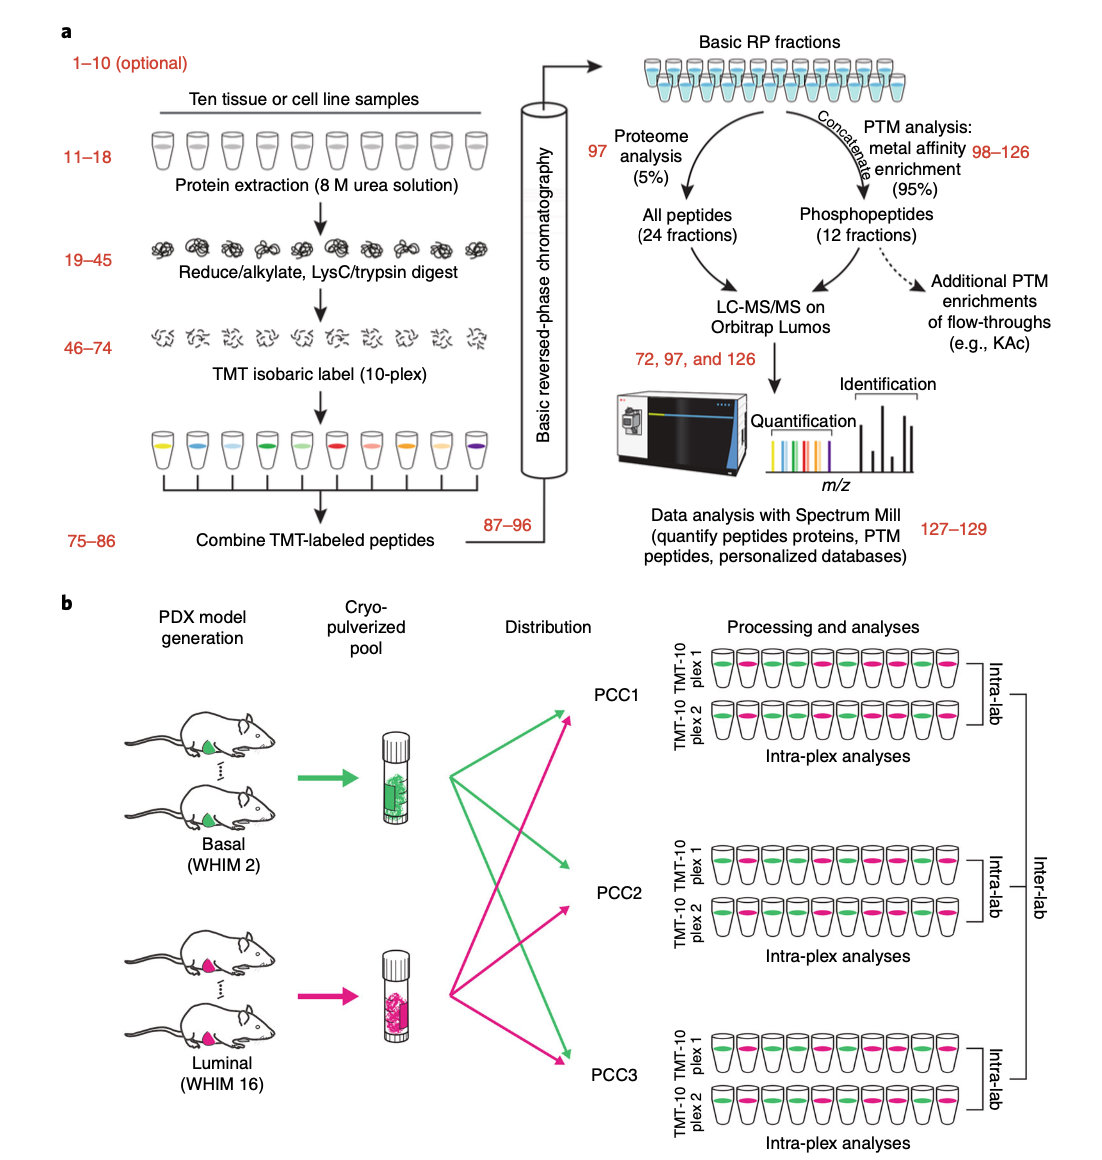 a
1–10 (optional)
Ten tissue or cell line samples
11–18
Protein extraction (8 M urea solution)
19–45
Reduce/alkylate, LysC/trypsin digest
46–74
TMT isobaric label (10-plex)
75–86
Combine TMT-labeled peptides
87–96
Basic reversed-phase chromatography
Basic RP fractions
97
Proteome
analysis
(5%)
Concatenate
PTM analysis:
metal affinity
enrichment
(95%)
98–126
All peptides
(24 fractions)
Phosphopeptides
(12 fractions)
Additional PTM
enrichments
of flow-throughs
(e.g., KAc)
LC-MS/MS on
Orbitrap Lumos
72, 97, and 126
Identification
Quantification
m/z
Data analysis with Spectrum Mill
(quantify peptides proteins, PTM
peptides, personalized databases)
127–129
b
PDX model
generation
Cryo-
pulverized
pool
Distribution
Processing and analyses
Basal
(WHIM 2)
Luminal
(WHIM 16)
PCC1
TMT-10
plex 1
TMT-10
plex 2
Intra-lab
Intra-plex analyses
PCC2
TMT-10
plex 1
TMT-10
plex 2
Intra-lab
Intra-plex analyses
Inter-lab
PCC3
TMT-10
plex 1
TMT-10
plex 2
Intra-lab
Intra-plex analyses